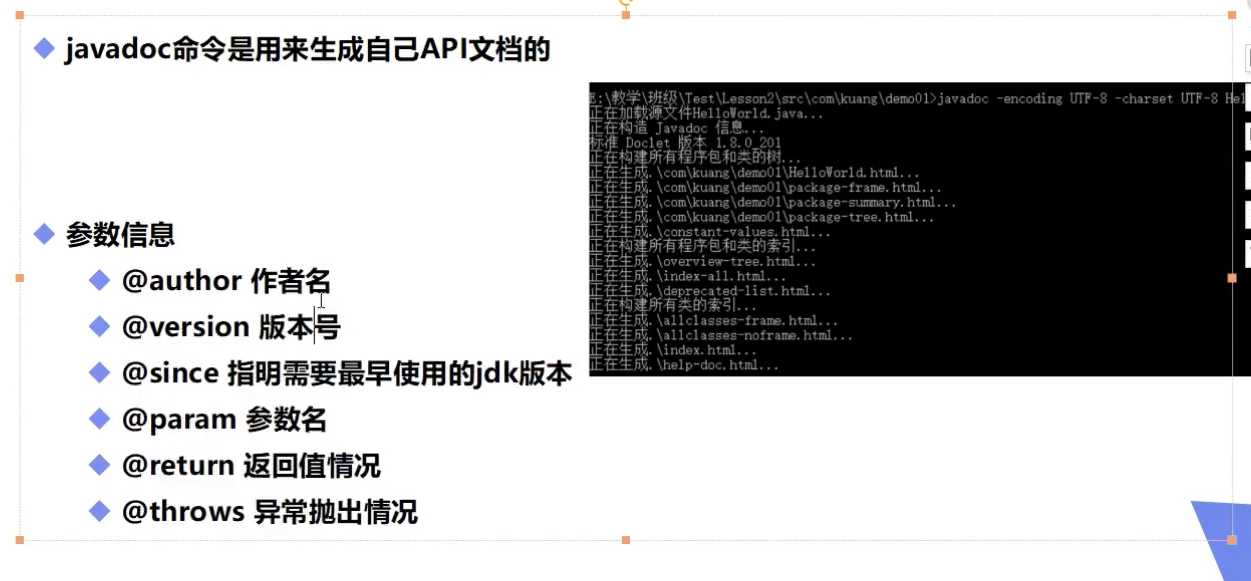 javadoc命令是用来生成自己API文档的
参数信息
@author 作者名
@version 版本号
@since 指明需要最早使用的jdk版本
@param 参数名
@return 返回值情况
@throws 异常抛出情况
E:\教学\班级\Test\Lesson2\src\com\kuang\demo01>javadoc -encoding UTF-8 -charset UTF-8 Hel
正在加载源文件HelloWorld.java...
正在构造 Javadoc 信息...
标准 Doclet 版本 1.8.0_201
正在构建所有程序包和类的树...
正在生成.\com\kuang\demo01\HelloWorld.html...
正在生成.\com\kuang\demo01\package-frame.html...
正在生成.\com\kuang\demo01\package-summary.html...
正在生成.\com\kuang\demo01\package-tree.html...
正在生成.\constant-values.html...
正在构建所有程序包和类的索引...
正在生成.\overview-tree.html...
正在生成.\index-all.html...
正在生成.\deprecated-list.html...
正在构建所有类的索引...
正在生成.\allclasses-frame.html...
正在生成.\allclasses-noframe.html...
正在生成.\index.html...
正在生成.\help-doc.html...